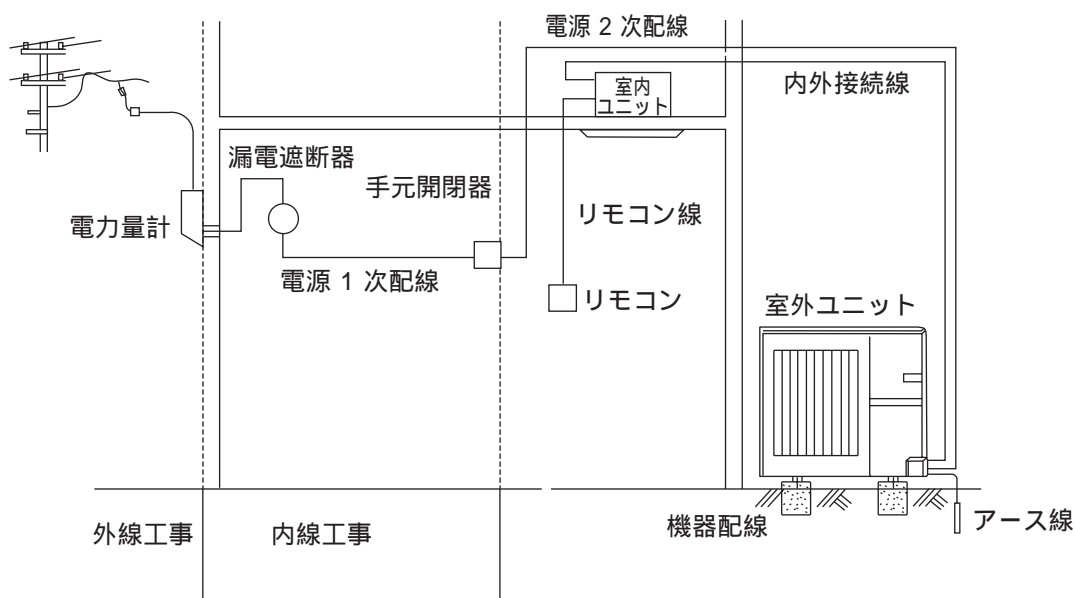 電源 2 次配線
室内
ユニット
内外接続線
漏電遮断器
手元開閉器
リモコン線
電力量計
電源 1 次配線
リモコン
室外ユニット
外線工事
内線工事
機器配線
アース線